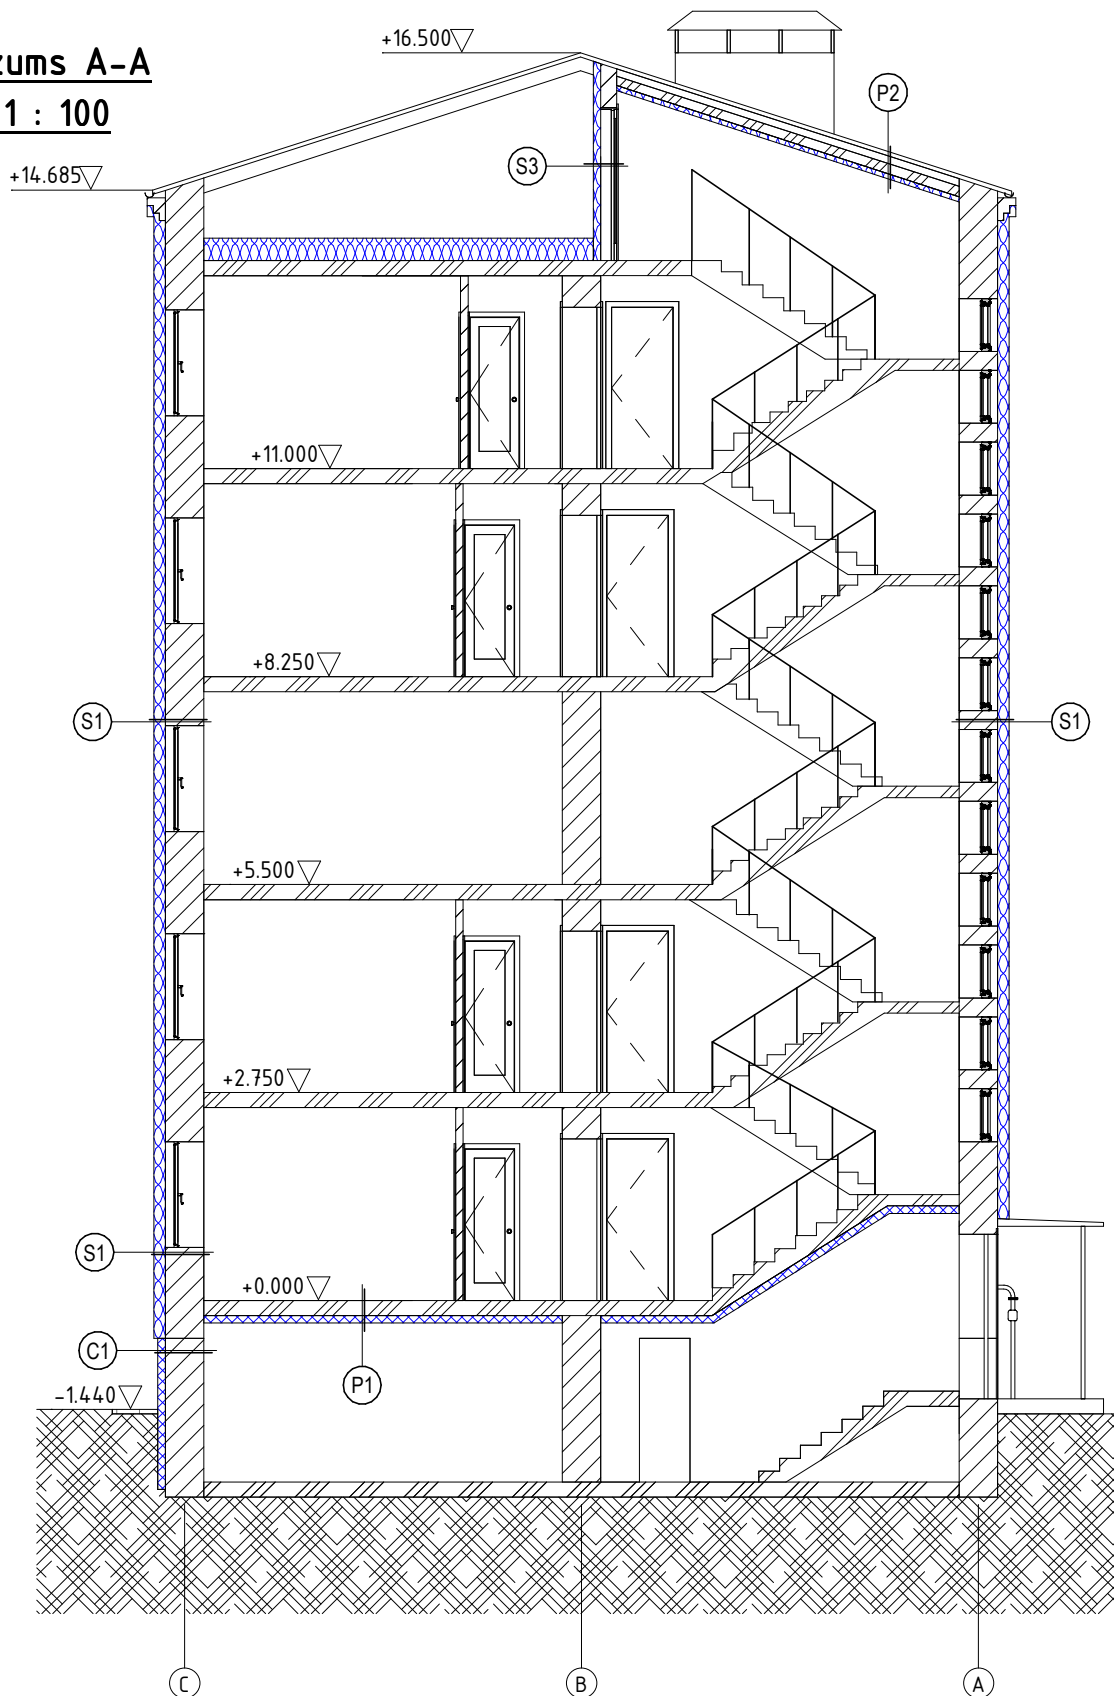 +16.500
zums A-A
1 : 100
P2
S3
+14.685
+11.000
+8.250
S1
S1
+5.500
+2.750
S1
+0.000
C1
P1
-1.440
C
B
A